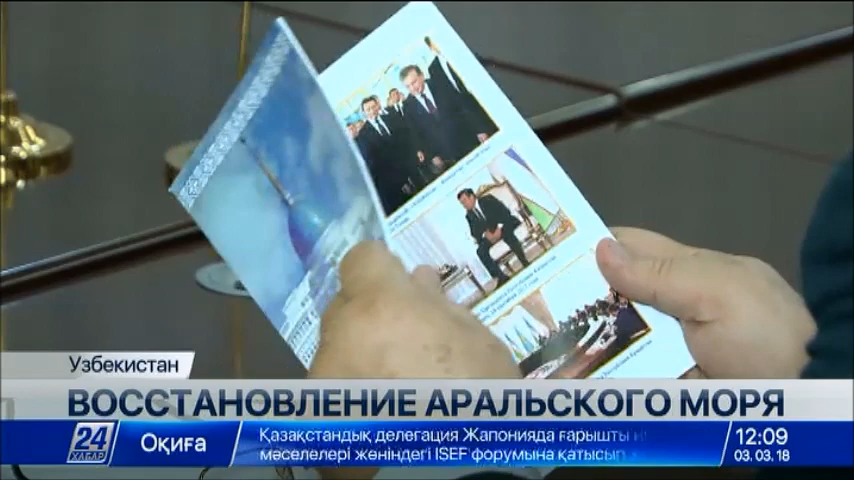 Узбекистан
ВОССТАНОВЛЕНИЕ АРАЛЬСКОГО МОРЯ
24
ХАБАР
Оқиға
Қазақстандық делегация Жапонияда ғарышты
мәселелері жөніндегі ISEF форумына қатысып
12:09
03. 03. 18